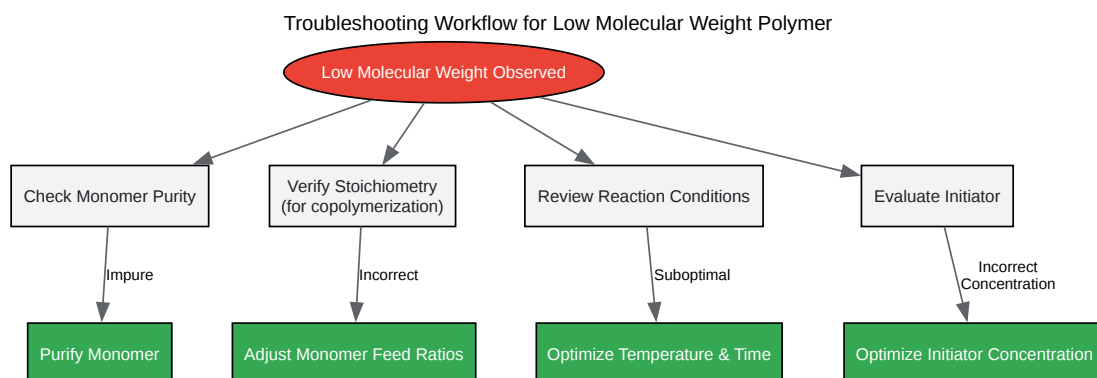 Troubleshooting Workflow for Low Molecular Weight Polymer
Low Molecular Weight Observed
Check Monomer Purity
Verify Stoichiometry
(for copolymerization)
Review Reaction Conditions
Evaluate Initiator
Impure
Incorrect
Suboptimal
Incorrect
Concentration
Purify Monomer
Adjust Monomer Feed Ratios
Optimize Temperature & Time
Optimize Initiator Concentration